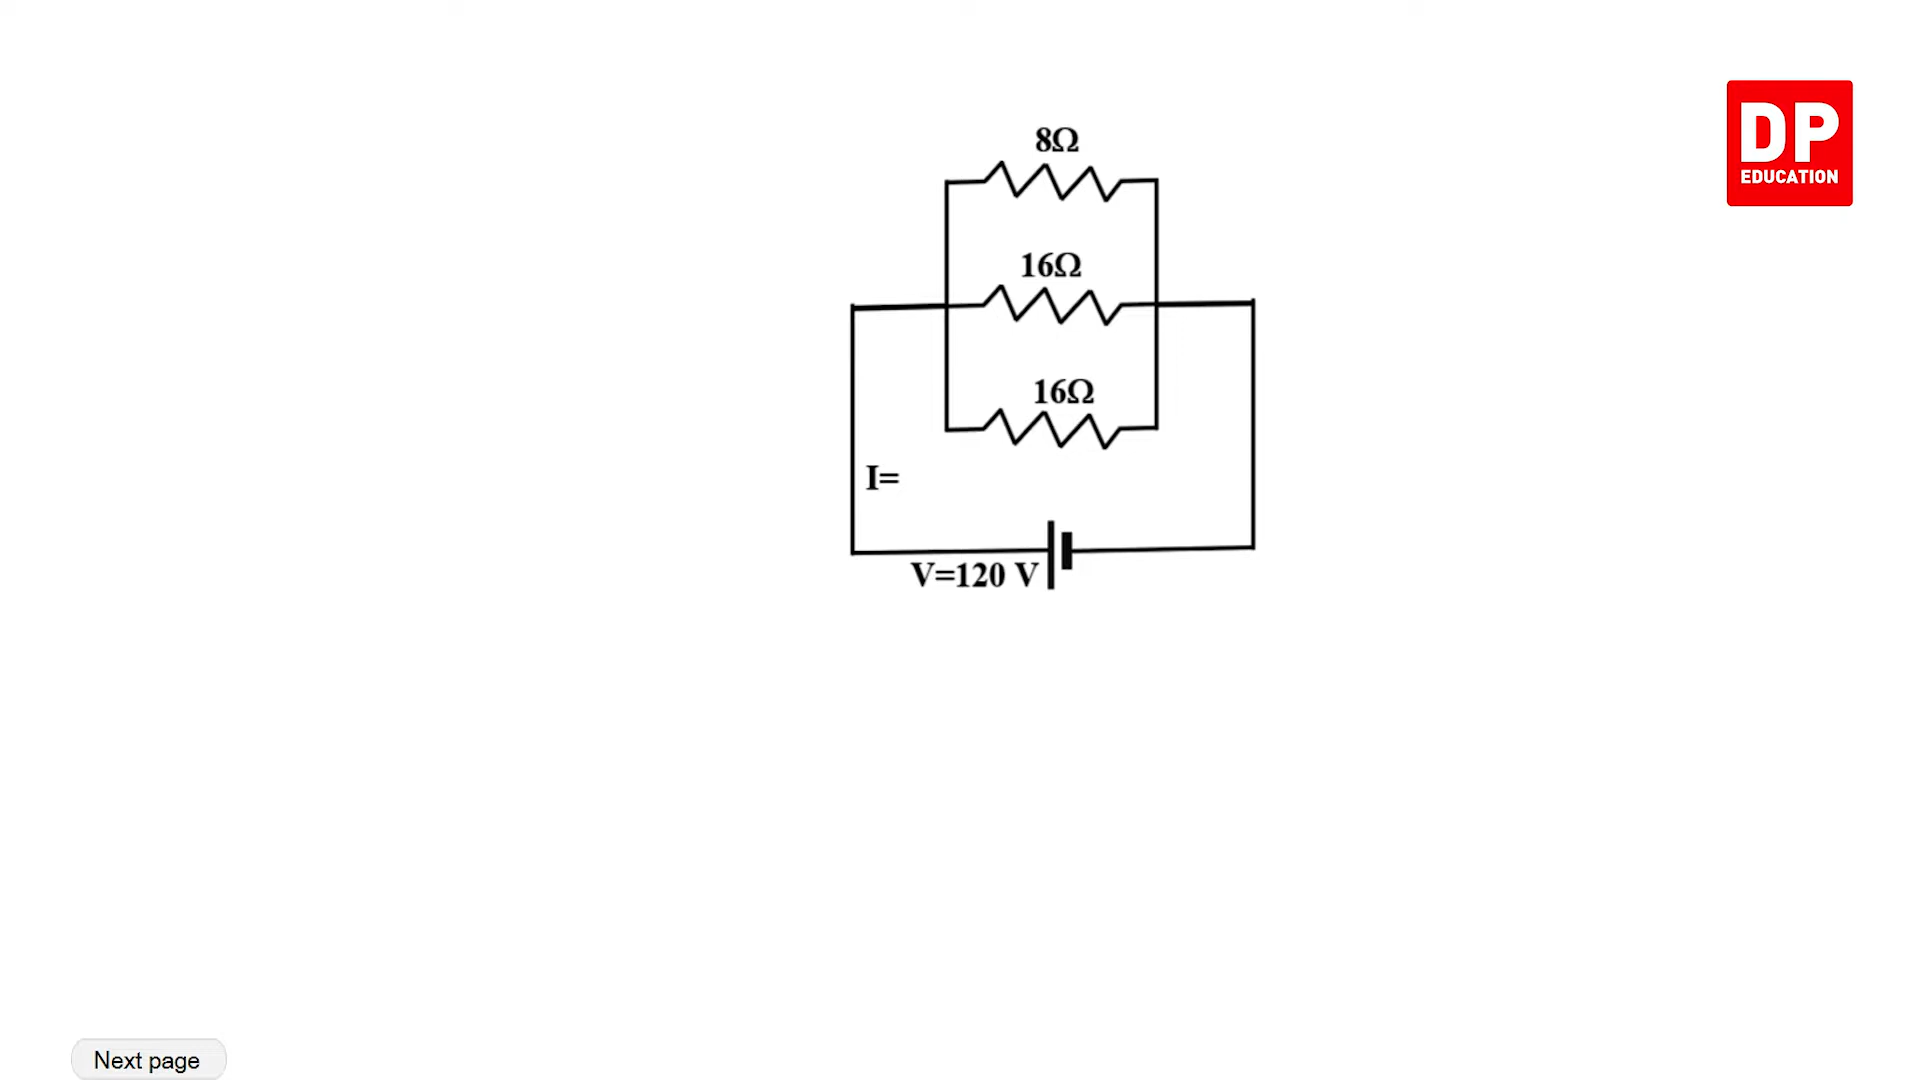 8Ω
DP
EDUCATION
16Ω
16Ω
I=
V=120 V
Next page